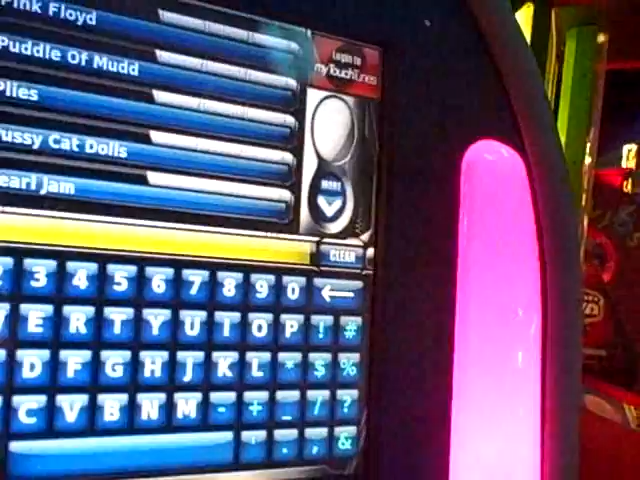 Pink Floyd
Puddle Of Mudd
Plies
ussy Cat Dolls
earl Jam
Login to
myTouchTunes
MORE
CLEAR
2 3 4 5 6 7 8 9 0 ←
E R T Y U I O P ! #
D F G H J K L * $ %
C V B N M - + _ / ?
' . , &